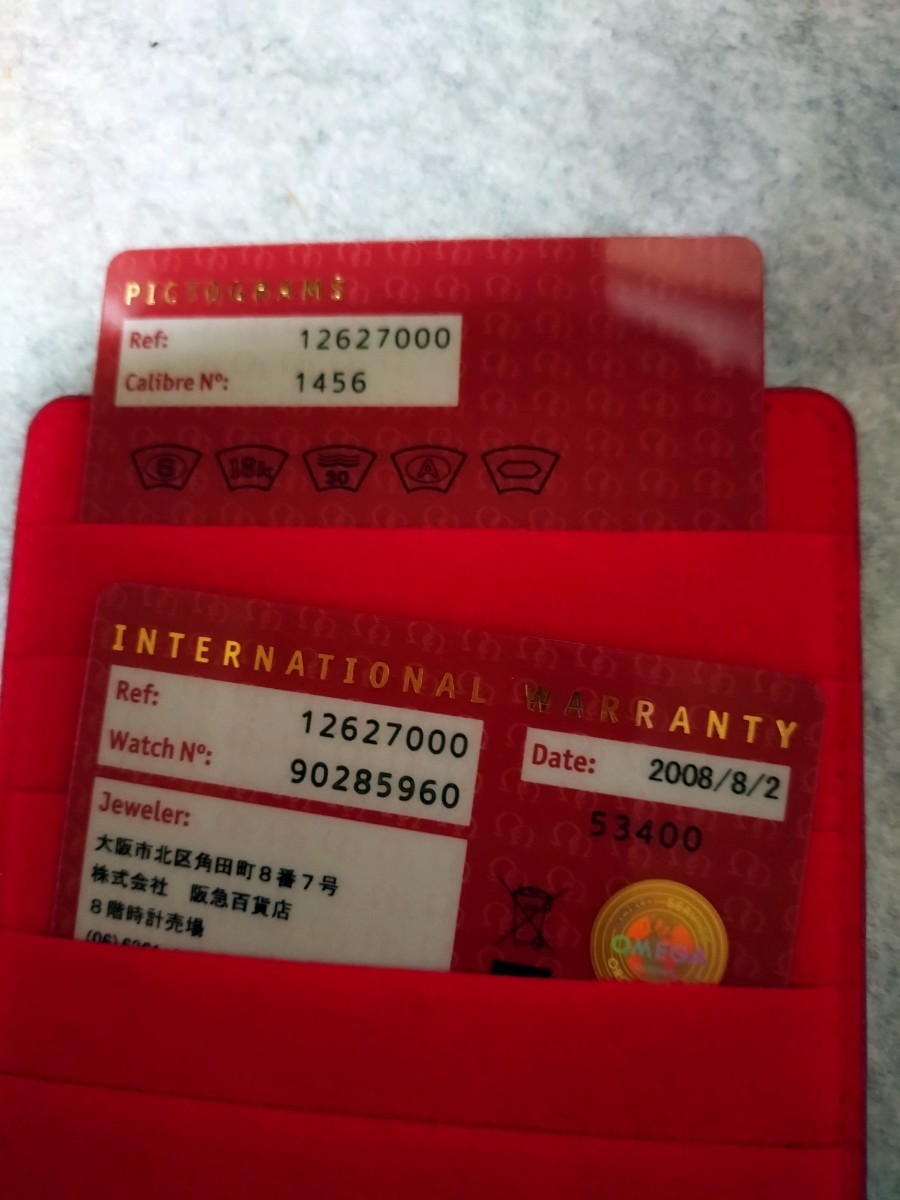 PICTOGRAMS
Ref: 12627000
Calibre Nº: 1456
S 18k 30 A
INTERNATIONAL WARRANTY
Ref: 12627000
Watch Nº: 90285960
Date: 2008/8/2
53400
Jeweler:
大阪市北区角田町8番7号
株式会社 阪急百貨店
8階時計売場
(06)
OMEGA